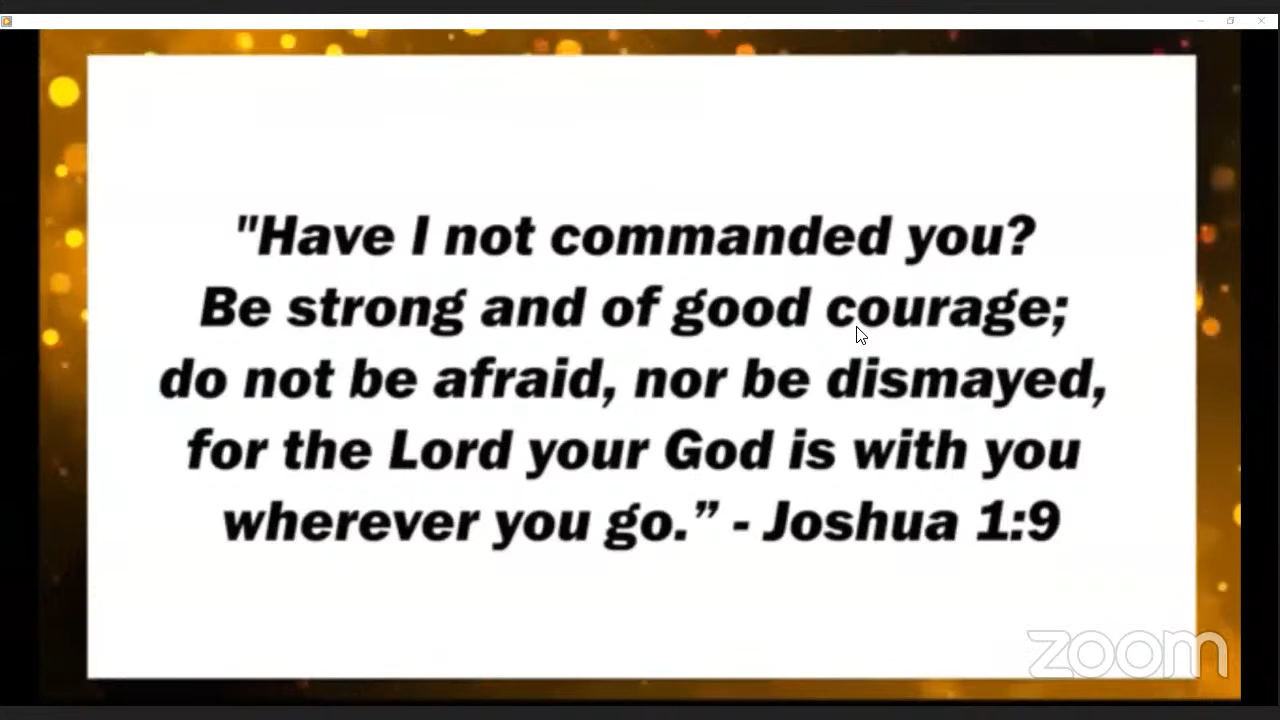 "Have I not commanded you?
Be strong and of good courage;
do not be afraid, nor be dismayed,
for the Lord your God is with you
wherever you go.” - Joshua 1:9
zoom